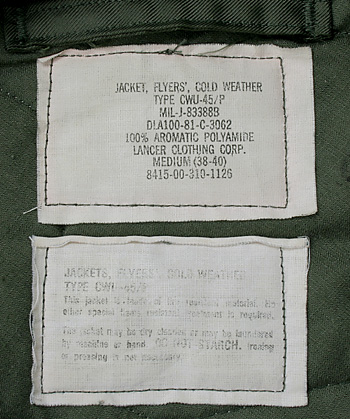 JACKET, FLYERS', COLD WEATHER
TYPE CWU-45/P
MIL-J-83388B
DLA100-81-C-3062
100% AROMATIC POLYAMIDE
LANCER CLOTHING CORP.
MEDIUM (38-40)
8415-00-310-1126
JACKETS, FLYERS', COLD WEATHER
TYPE CWU-45/P
This jacket is made of fire resistant material. No
other special flame resistant treatment is required.
The jacket may be dry cleaned or may be laundered
by machine or hand. DO NOT STARCH. Ironing
or pressing is not necessary.